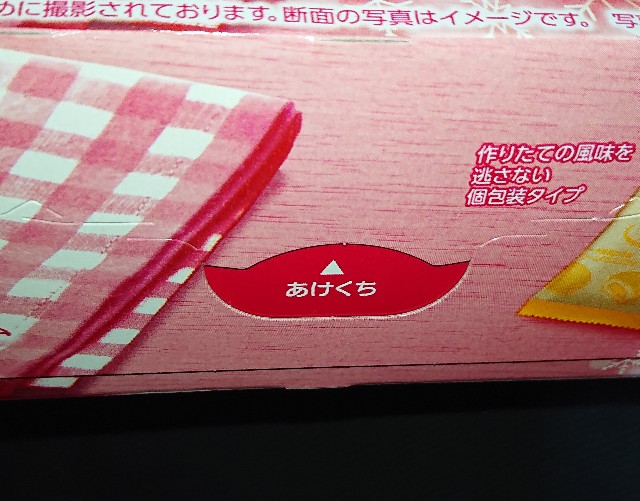 めに撮影されております。断面の写真はイメージです。 写
作りたての風味を
逃さない
個包装タイプ
あけくち